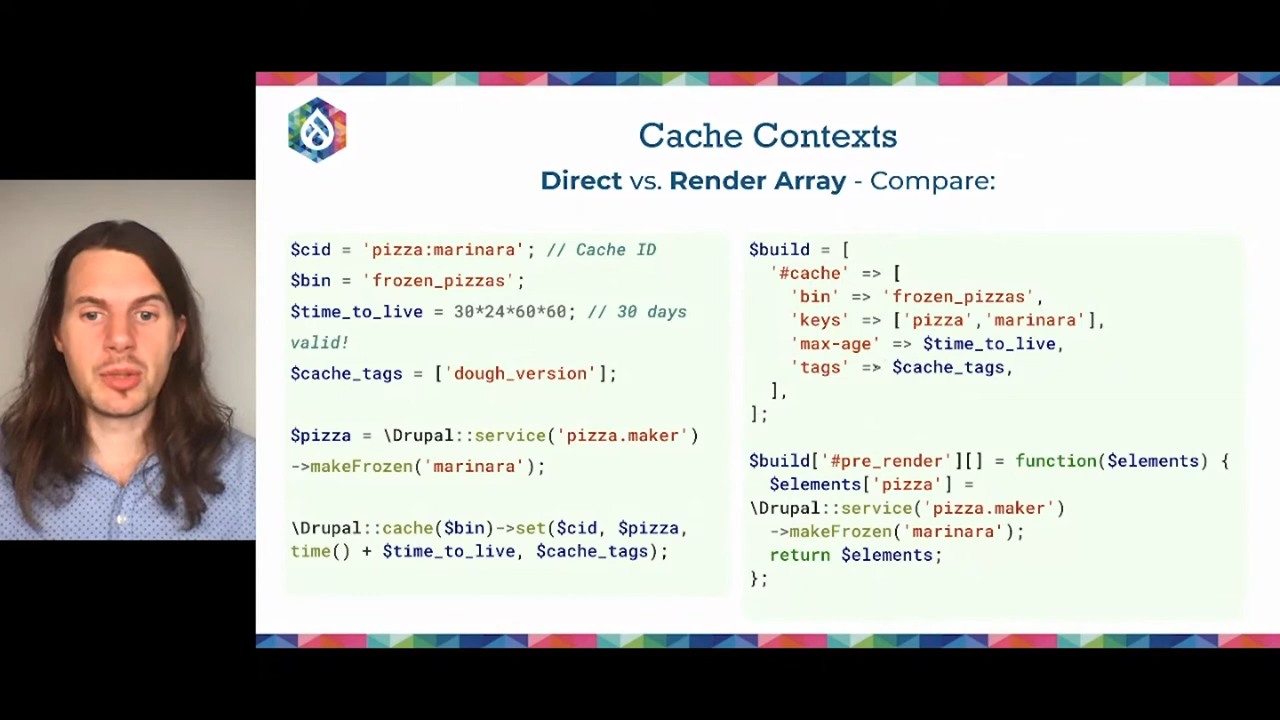 Cache Contexts
Direct vs. Render Array - Compare:
$cid = 'pizza:marinara'; // Cache ID
$bin = 'frozen_pizzas';
$time_to_live = 30*24*60*60; // 30 days
valid!
$cache_tags = ['dough_version'];
$pizza = \Drupal::service('pizza.maker')
->makeFrozen('marinara');
\Drupal::cache($bin)->set($cid, $pizza,
time() + $time_to_live, $cache_tags);
$build = [
'#cache' => [
'bin' => 'frozen_pizzas',
'keys' => ['pizza','marinara'],
'max-age' => $time_to_live,
'tags' => $cache_tags,
],
];
$build['#pre_render'][] = function($elements) {
$elements['pizza'] =
\Drupal::service('pizza.maker')
->makeFrozen('marinara');
return $elements;
};